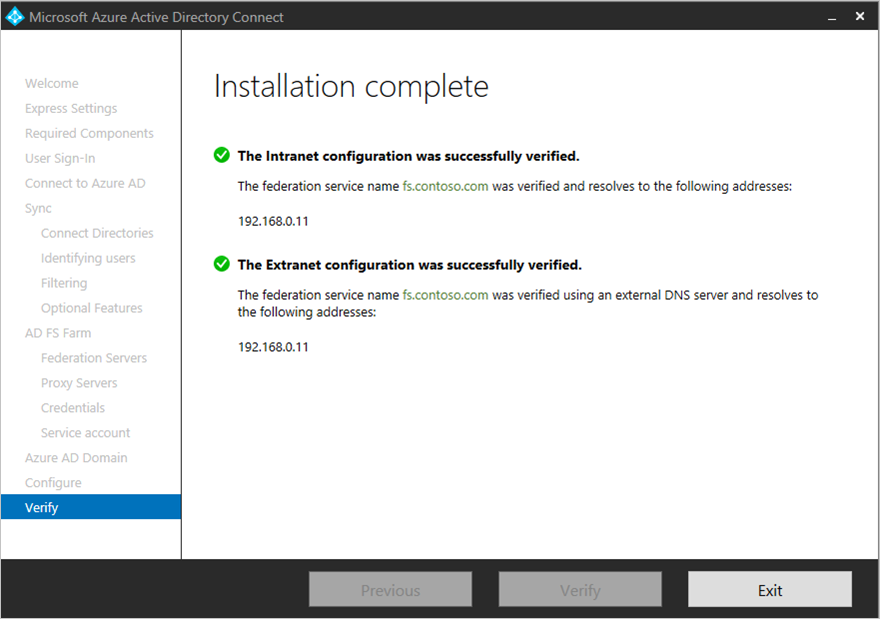 Microsoft Azure Active Directory Connect
Welcome
Express Settings
Required Components
User Sign-In
Connect to Azure AD
Sync
Connect Directories
Identifying users
Filtering
Optional Features
AD FS Farm
Federation Servers
Proxy Servers
Credentials
Service account
Azure AD Domain
Configure
Verify
Installation complete
The Intranet configuration was successfully verified.
The federation service name fs.contoso.com was verified and resolves to the following addresses:
192.168.0.11
The Extranet configuration was successfully verified.
The federation service name fs.contoso.com was verified using an external DNS server and resolves to
the following addresses:
192.168.0.11
Previous
Verify
Exit